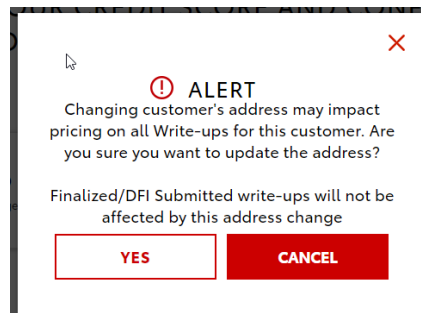 ALERT
Changing customer's address may impact
pricing on all Write-ups for this customer. Are
you sure you want to update the address?
Finalized/DFI Submitted write-ups will not be
affected by this address change
YES
CANCEL